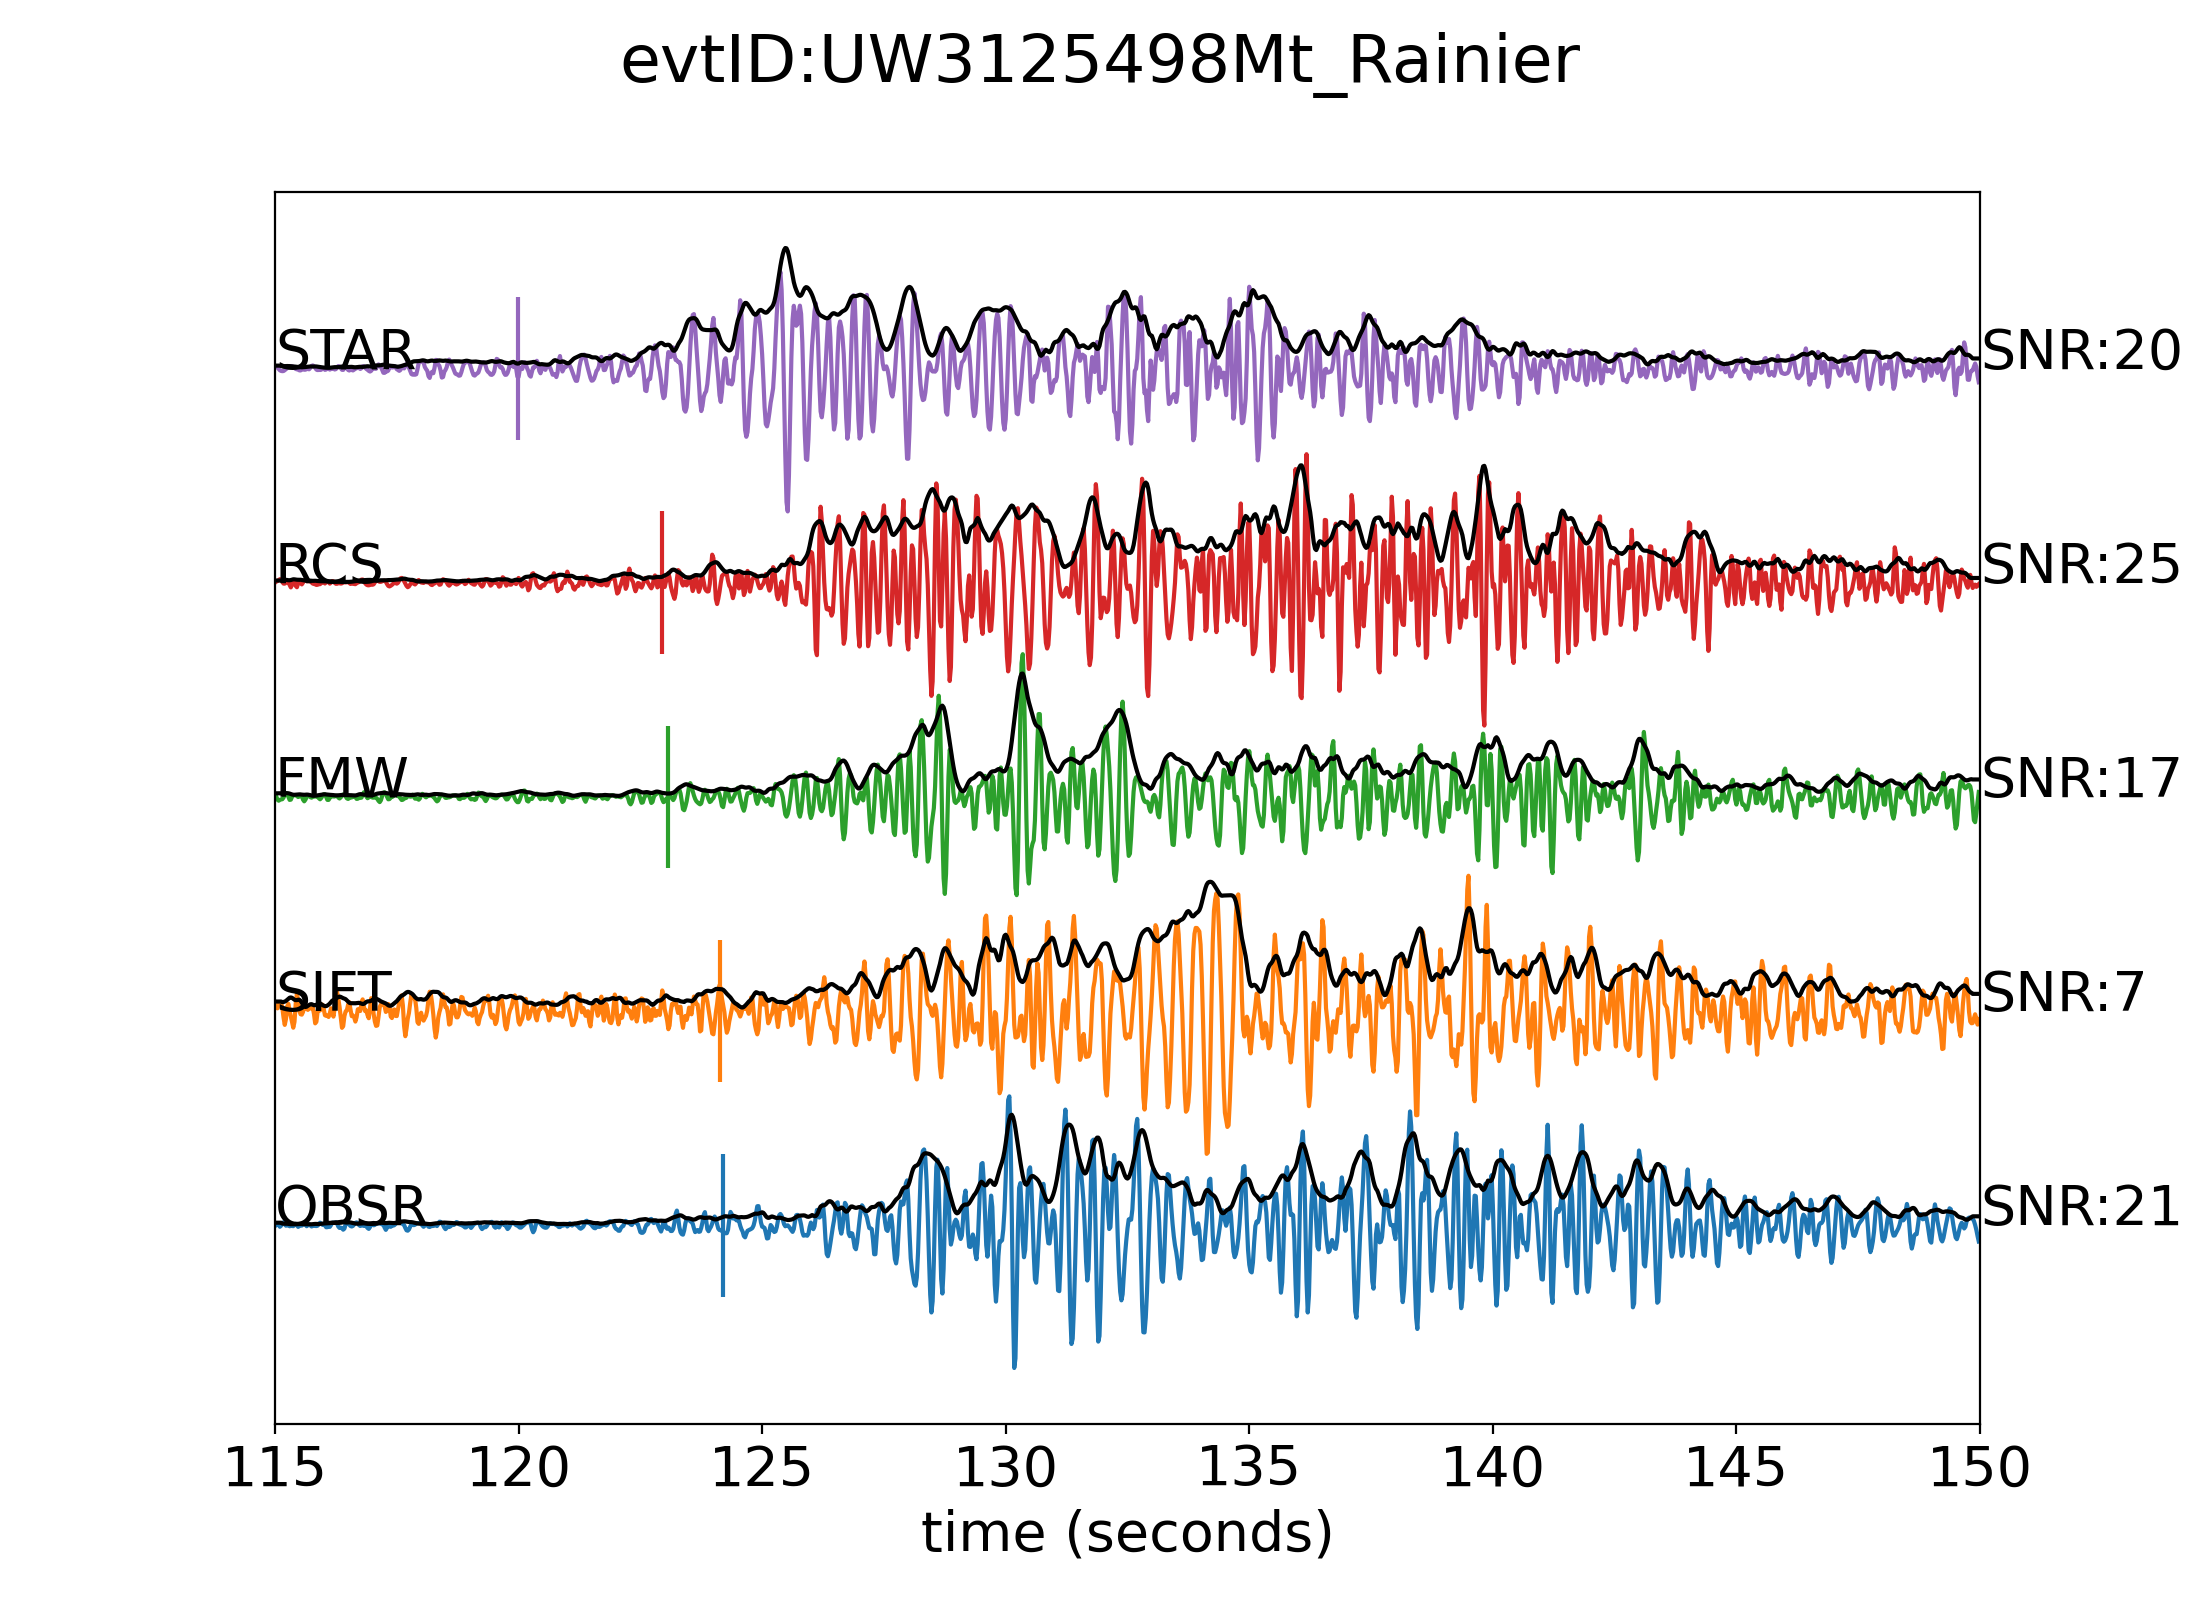 evtID:UW3125498Mt_Rainier
STAR SNR:20
RCS SNR:25
FMW SNR:17
SIFT SNR:7
OBSR SNR:21
115 120 125 130 135 140 145 150
time (seconds)